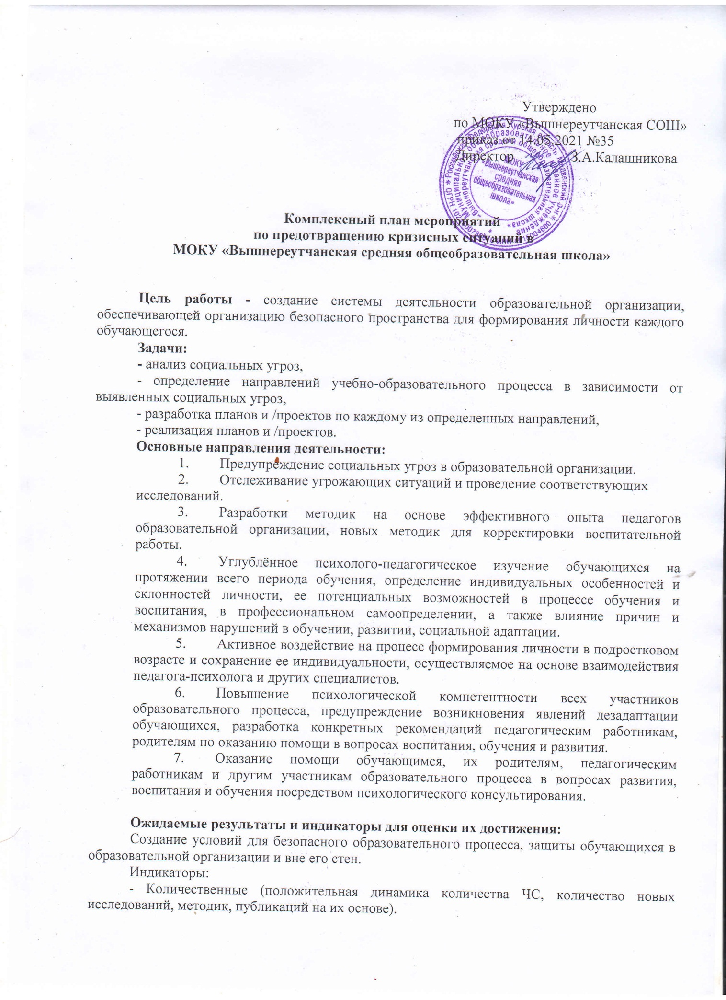 Утверждено
по МОКУ «Вышнереутчанская СОШ»
приказ от 14.05.2021 №35
Директор З.А.Калашникова
МОКУ
«Вышнереутчанская
средняя
общеобразовательная
школа»
Комплексный план мероприятий
по предотвращению кризисных ситуаций в
МОКУ «Вышнереутчанская средняя общеобразовательная школа»
Цель работы - создание системы деятельности образовательной организации,
обеспечивающей организацию безопасного пространства для формирования личности каждого
обучающегося.
Задачи:
- анализ социальных угроз,
- определение направлений учебно-образовательного процесса в зависимости от
выявленных социальных угроз,
- разработка планов и /проектов по каждому из определенных направлений,
- реализация планов и /проектов.
Основные направления деятельности:
1. Предупреждение социальных угроз в образовательной организации.
2. Отслеживание угрожающих ситуаций и проведение соответствующих
исследований.
3. Разработки методик на основе эффективного опыта педагогов
образовательной организации, новых методик для корректировки воспитательной
работы.
4. Углублённое психолого-педагогическое изучение обучающихся на
протяжении всего периода обучения, определение индивидуальных особенностей и
склонностей личности, ее потенциальных возможностей в процессе обучения и
воспитания, в профессиональном самоопределении, а также влияние причин и
механизмов нарушений в обучении, развитии, социальной адаптации.
5. Активное воздействие на процесс формирования личности в подростковом
возрасте и сохранение ее индивидуальности, осуществляемое на основе взаимодействия
педагога-психолога и других специалистов.
6. Повышение психологической компетентности всех участников
образовательного процесса, предупреждение возникновения явлений дезадаптации
обучающихся, разработка конкретных рекомендаций педагогическим работникам,
родителям по оказанию помощи в вопросах воспитания, обучения и развития.
7. Оказание помощи обучающимся, их родителям, педагогическим
работникам и другим участникам образовательного процесса в вопросах развития,
воспитания и обучения посредством психологического консультирования.
Ожидаемые результаты и индикаторы для оценки их достижения:
Создание условий для безопасного образовательного процесса, защиты обучающихся в
образовательной организации и вне его стен.
Индикаторы:
- Количественные (положительная динамика количества ЧС, количество новых
исследований, методик, публикаций на их основе).